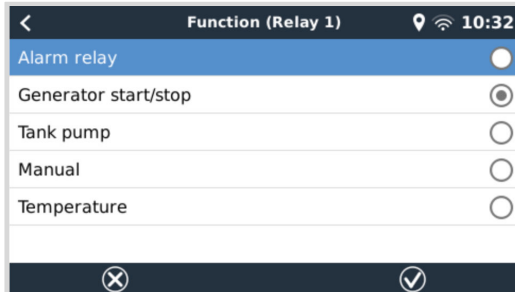 Function (Relay 1) 10:32
Alarm relay
Generator start/stop
Tank pump
Manual
Temperature